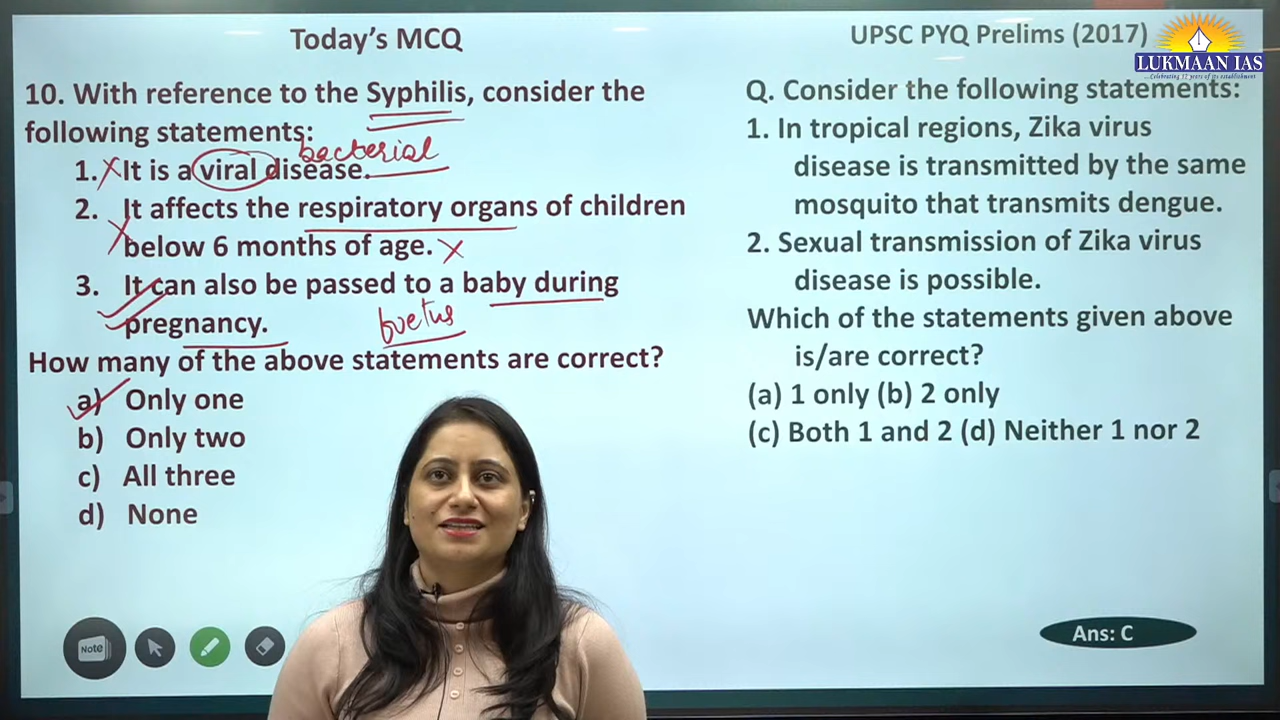 Today's MCQ
10. With reference to the Syphilis, consider the
following statements:
bacterial
1. It is a viral disease.
2. It affects the respiratory organs of children
below 6 months of age.
3. It can also be passed to a baby during
pregnancy.
foetus
How many of the above statements are correct?
a) Only one
b) Only two
c) All three
d) None
Note
UPSC PYQ Prelims (2017)
LUKMAAN IAS
...Celebrating 12 years of its establishment
Q. Consider the following statements:
1. In tropical regions, Zika virus
disease is transmitted by the same
mosquito that transmits dengue.
2. Sexual transmission of Zika virus
disease is possible.
Which of the statements given above
is/are correct?
(a) 1 only (b) 2 only
(c) Both 1 and 2 (d) Neither 1 nor 2
Ans: C